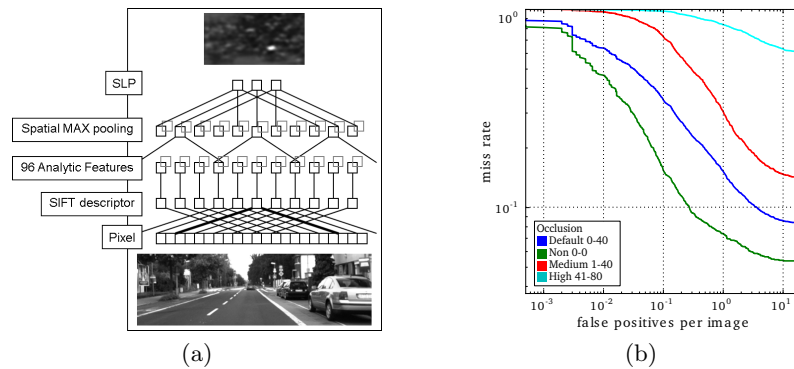 SLP
Spatial MAX pooling
96 Analytic Features
SIFT descriptor
Pixel
(a)
10^0
10^-1
miss rate
Occlusion
Default 0-40
Non 0-0
Medium 1-40
High 41-80
10^-3 10^-2 10^-1 10^0 10^1
false positives per image
(b)